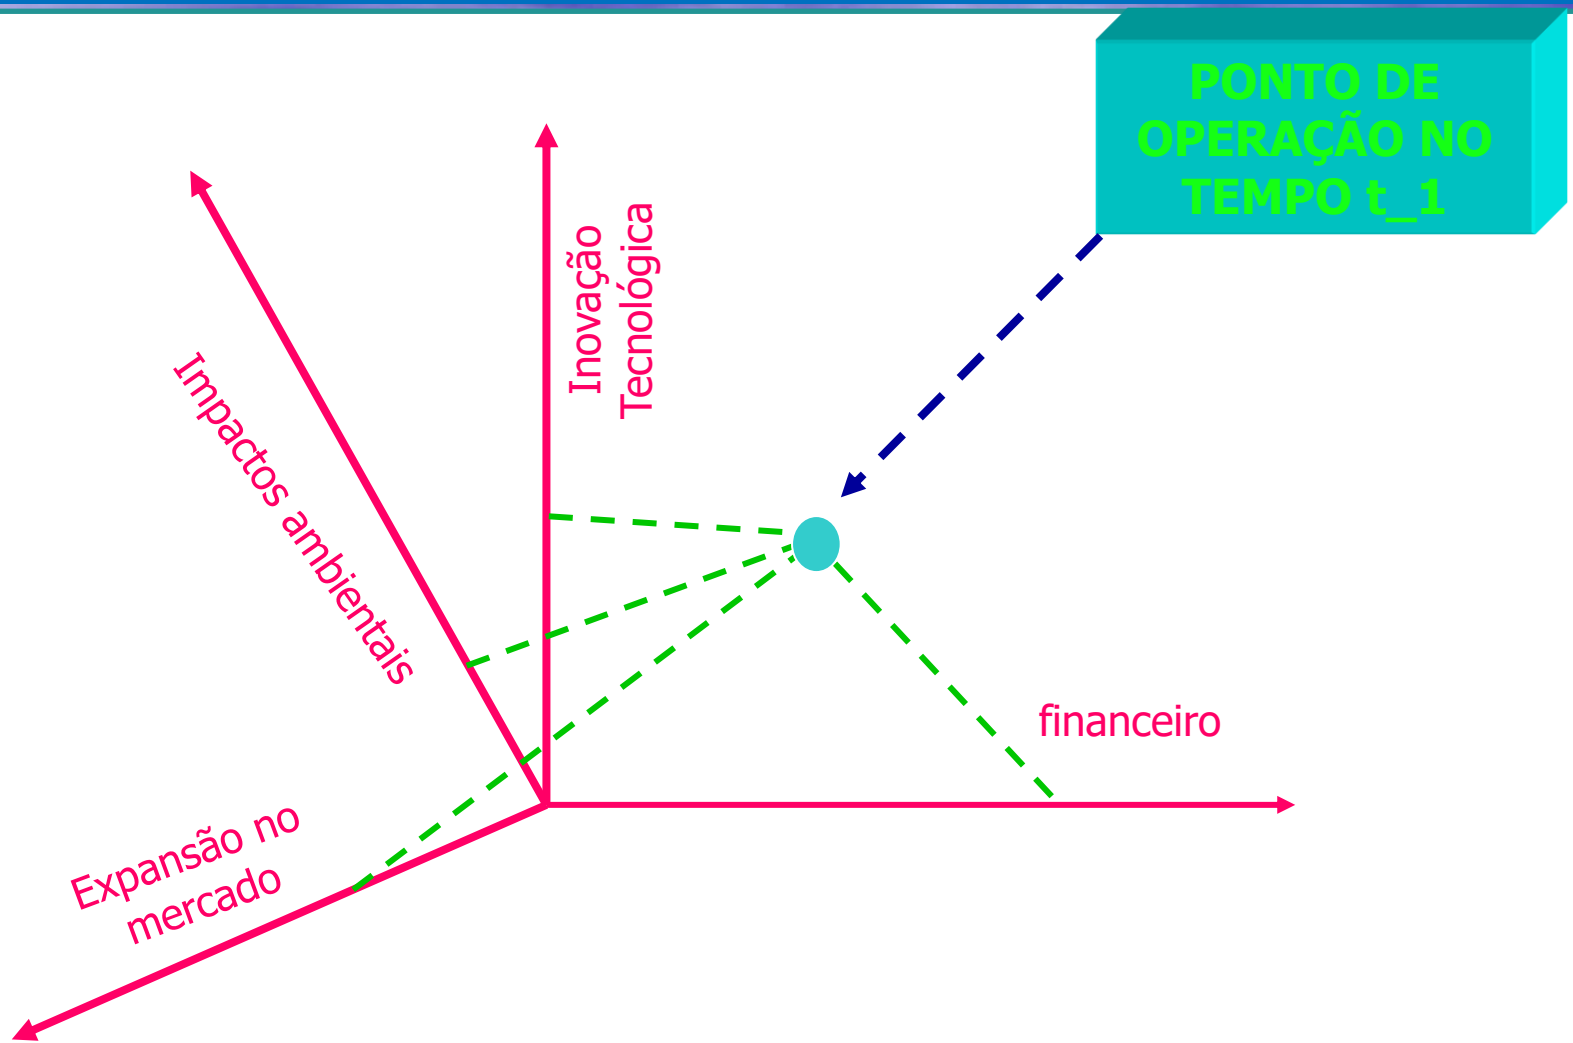 PONTO DE
OPERAÇÃO NO
TEMPO t_1
Inovação
Tecnológica
Impactos ambientais
financeiro
Expansão no
mercado